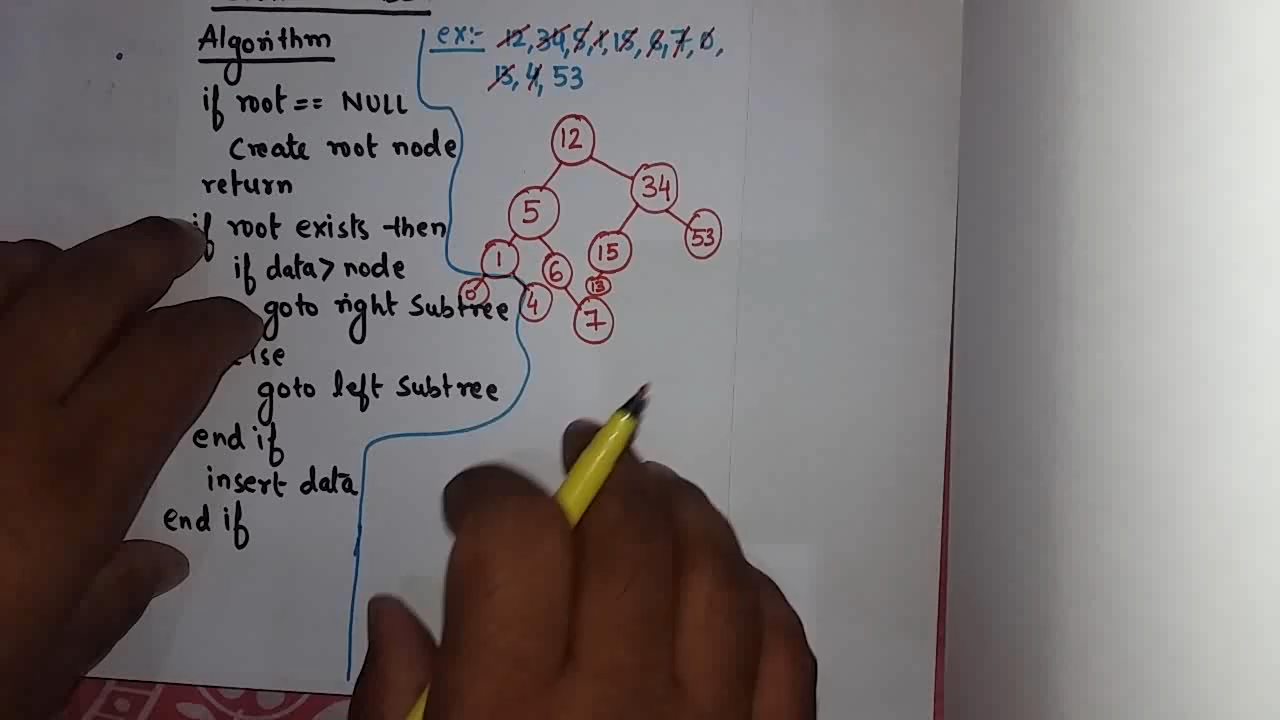 Algorithm
if root == NULL
Create root node
return
if root exists then
if data > node
goto right subtree
else
goto left subtree
end if
insert data
end if
ex:- 12, 34, 5, 1, 15, 6, 7, 0,
13, 4, 53
12
34
5
15
53
1
6
13
0
4
7